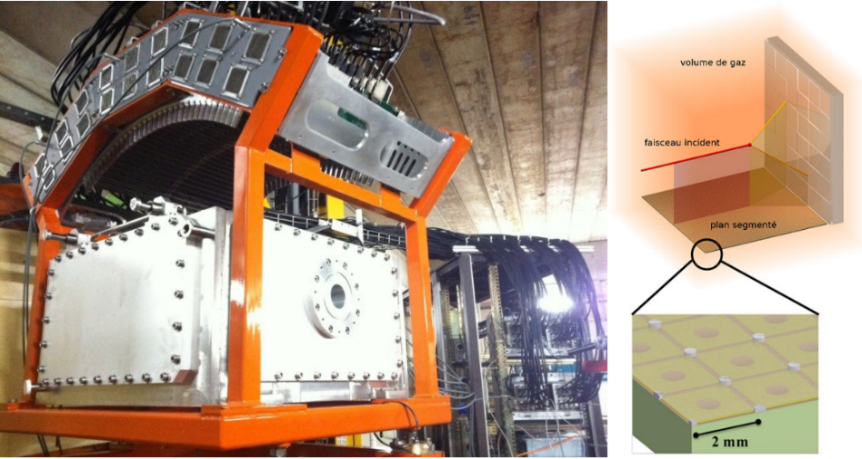 volume de gaz
faisceau incident
plan segmenté
2 mm